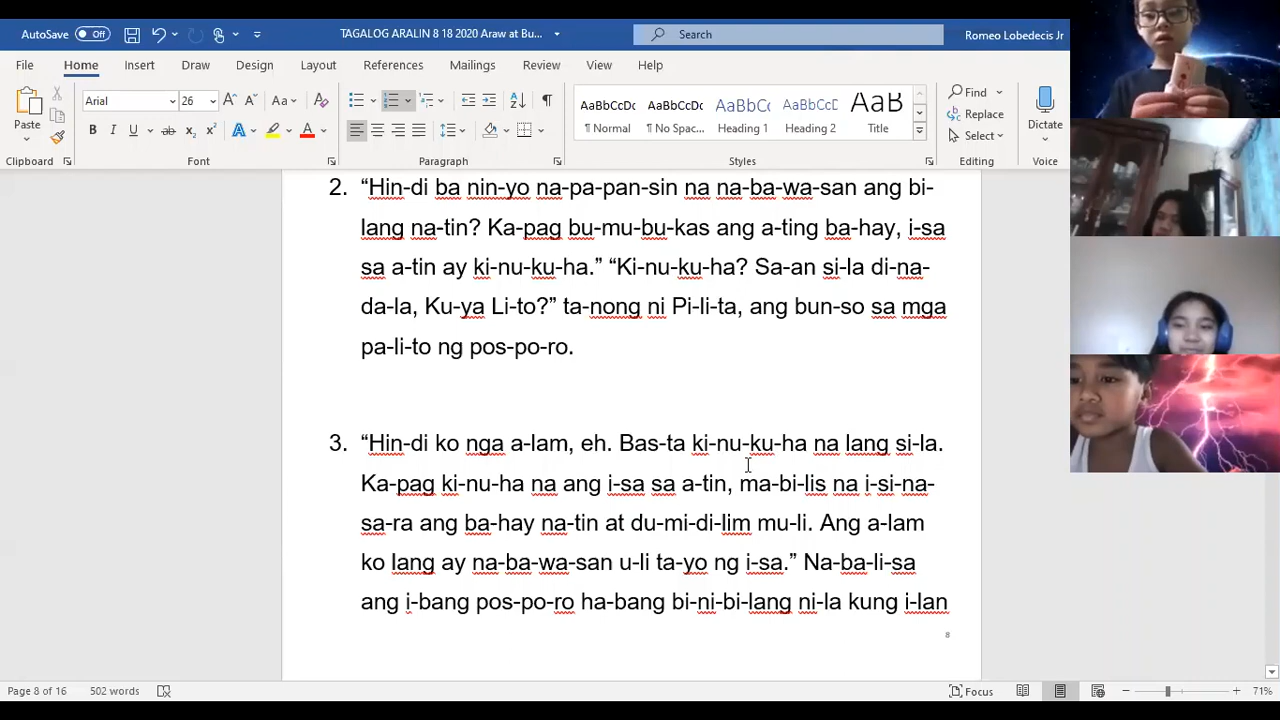 AutoSave Off TAGALOG ARALIN 8 18 2020 Araw at Bu... Search Romeo Lobedecis Jr
File Home Insert Draw Design Layout References Mailings Review View Help
Paste Arial 26 AaBbCcDc AaBbCcDc AaBbCcD AaBbCcD AaB Find Dictate
¶ Normal ¶ No Spac... Heading 1 Heading 2 Title Replace
Select
Clipboard Font Paragraph Styles Editing Voice
2. “Hin-di ba nin-yo na-pa-pan-sin na na-ba-wa-san ang bi-
lang na-tin? Ka-pag bu-mu-bu-kas ang a-ting ba-hay, i-sa
sa a-tin ay ki-nu-ku-ha.” “Ki-nu-ku-ha? Sa-an si-la di-na-
da-la, Ku-ya Li-to?” ta-nong ni Pi-li-ta, ang bun-so sa mga
pa-li-to ng pos-po-ro.
3. “Hin-di ko nga a-lam, eh. Bas-ta ki-nu-ku-ha na lang si-la.
Ka-pag ki-nu-ha na ang i-sa sa a-tin, ma-bi-lis na i-si-na-
sa-ra ang ba-hay na-tin at du-mi-di-lim mu-li. Ang a-lam
ko lang ay na-ba-wa-san u-li ta-yo ng i-sa.” Na-ba-li-sa
ang i-bang pos-po-ro ha-bang bi-ni-bi-lang ni-la kung i-lan
8
Page 8 of 16 502 words Focus 71%